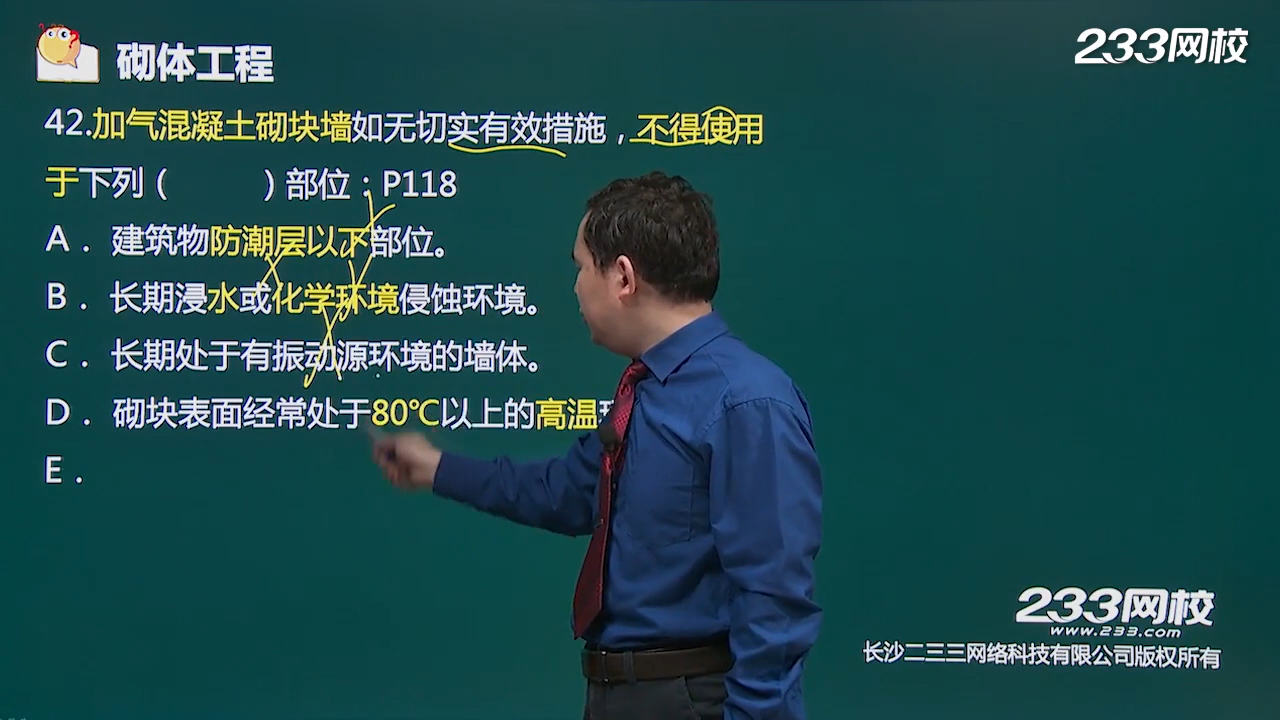 砌体工程
233网校
42.加气混凝土砌块墙如无切实有效措施，不得使用
于下列（ ）部位：P118
A． 建筑物防潮层以下部位。
B． 长期浸水或化学环境侵蚀环境。
C． 长期处于有振动源环境的墙体。
D． 砌块表面经常处于80℃以上的高温
E．
233网校
www.233.com
长沙二三三网络科技有限公司版权所有